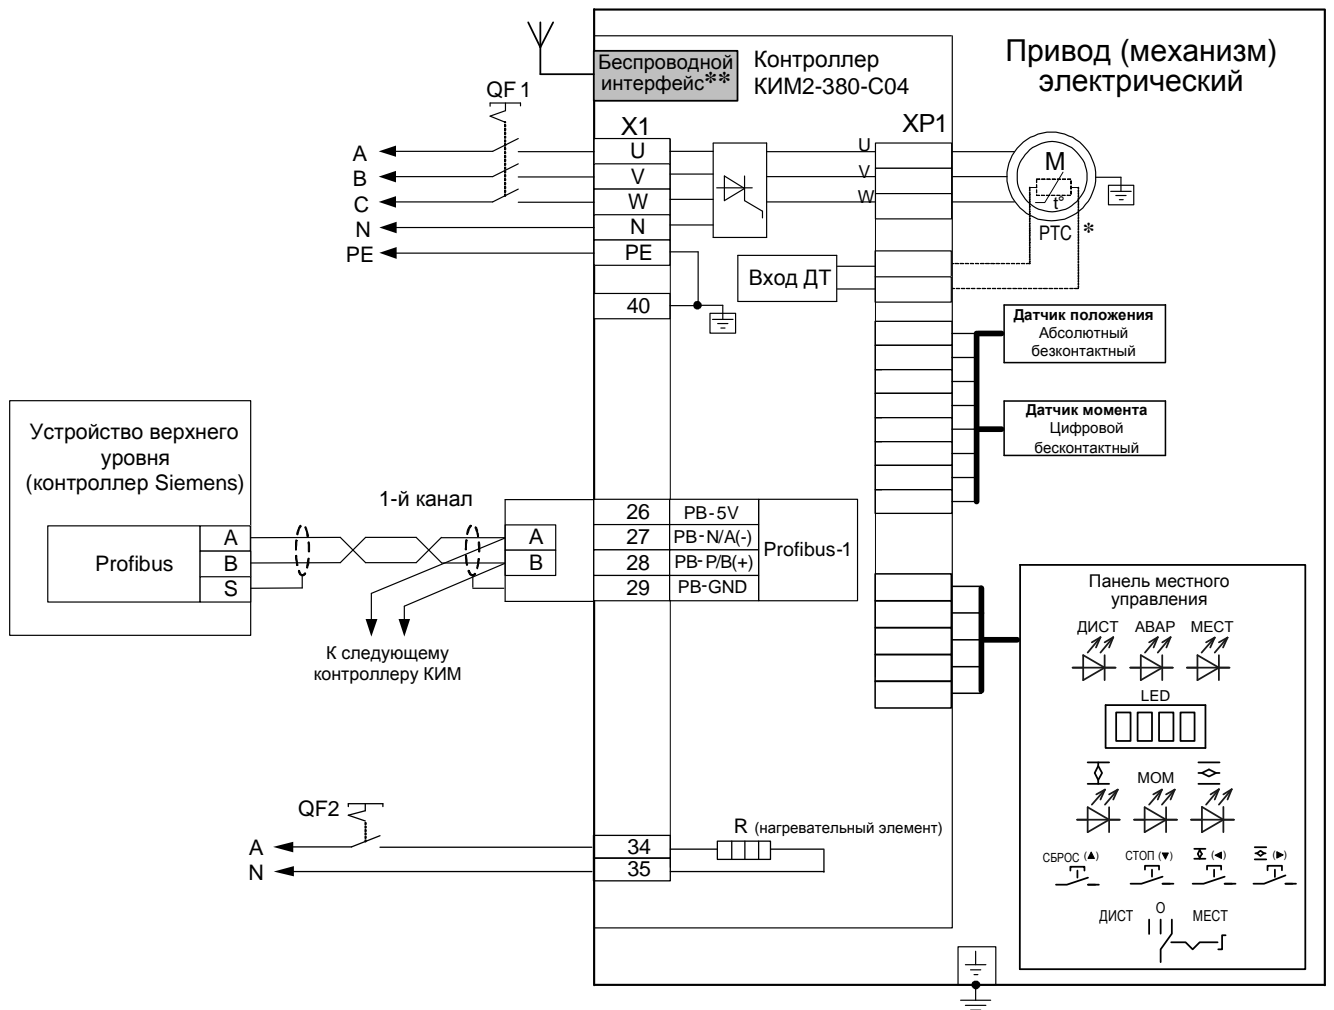 Привод (механизм)
электрический
Беспроводной
интерфейс**
Контроллер
КИМ2-380-С04
QF1
X1
XP1
A
U
U
B
V
V
C
W
W
N
N
PE
PE
40
M
t°
PTC *
Вход ДТ
Датчик положения
Абсолютный
безконтактный
Датчик момента
Цифровой
бесконтактный
Устройство верхнего
уровня
(контроллер Siemens)
Profibus
A
B
S
1-й канал
A
B
26 PB-5V
27 PB-N/A(-)
28 PB-P/B(+)
29 PB-GND
Profibus-1
К следующему
контроллеру КИМ
Панель местного
управления
ДИСТ АВАР МЕСТ
LED
МОМ
СБРОС (▲) СТОП (▼) (◄) (►)
ДИСТ O МЕСТ
QF2
A
N
34
35
R (нагревательный элемент)